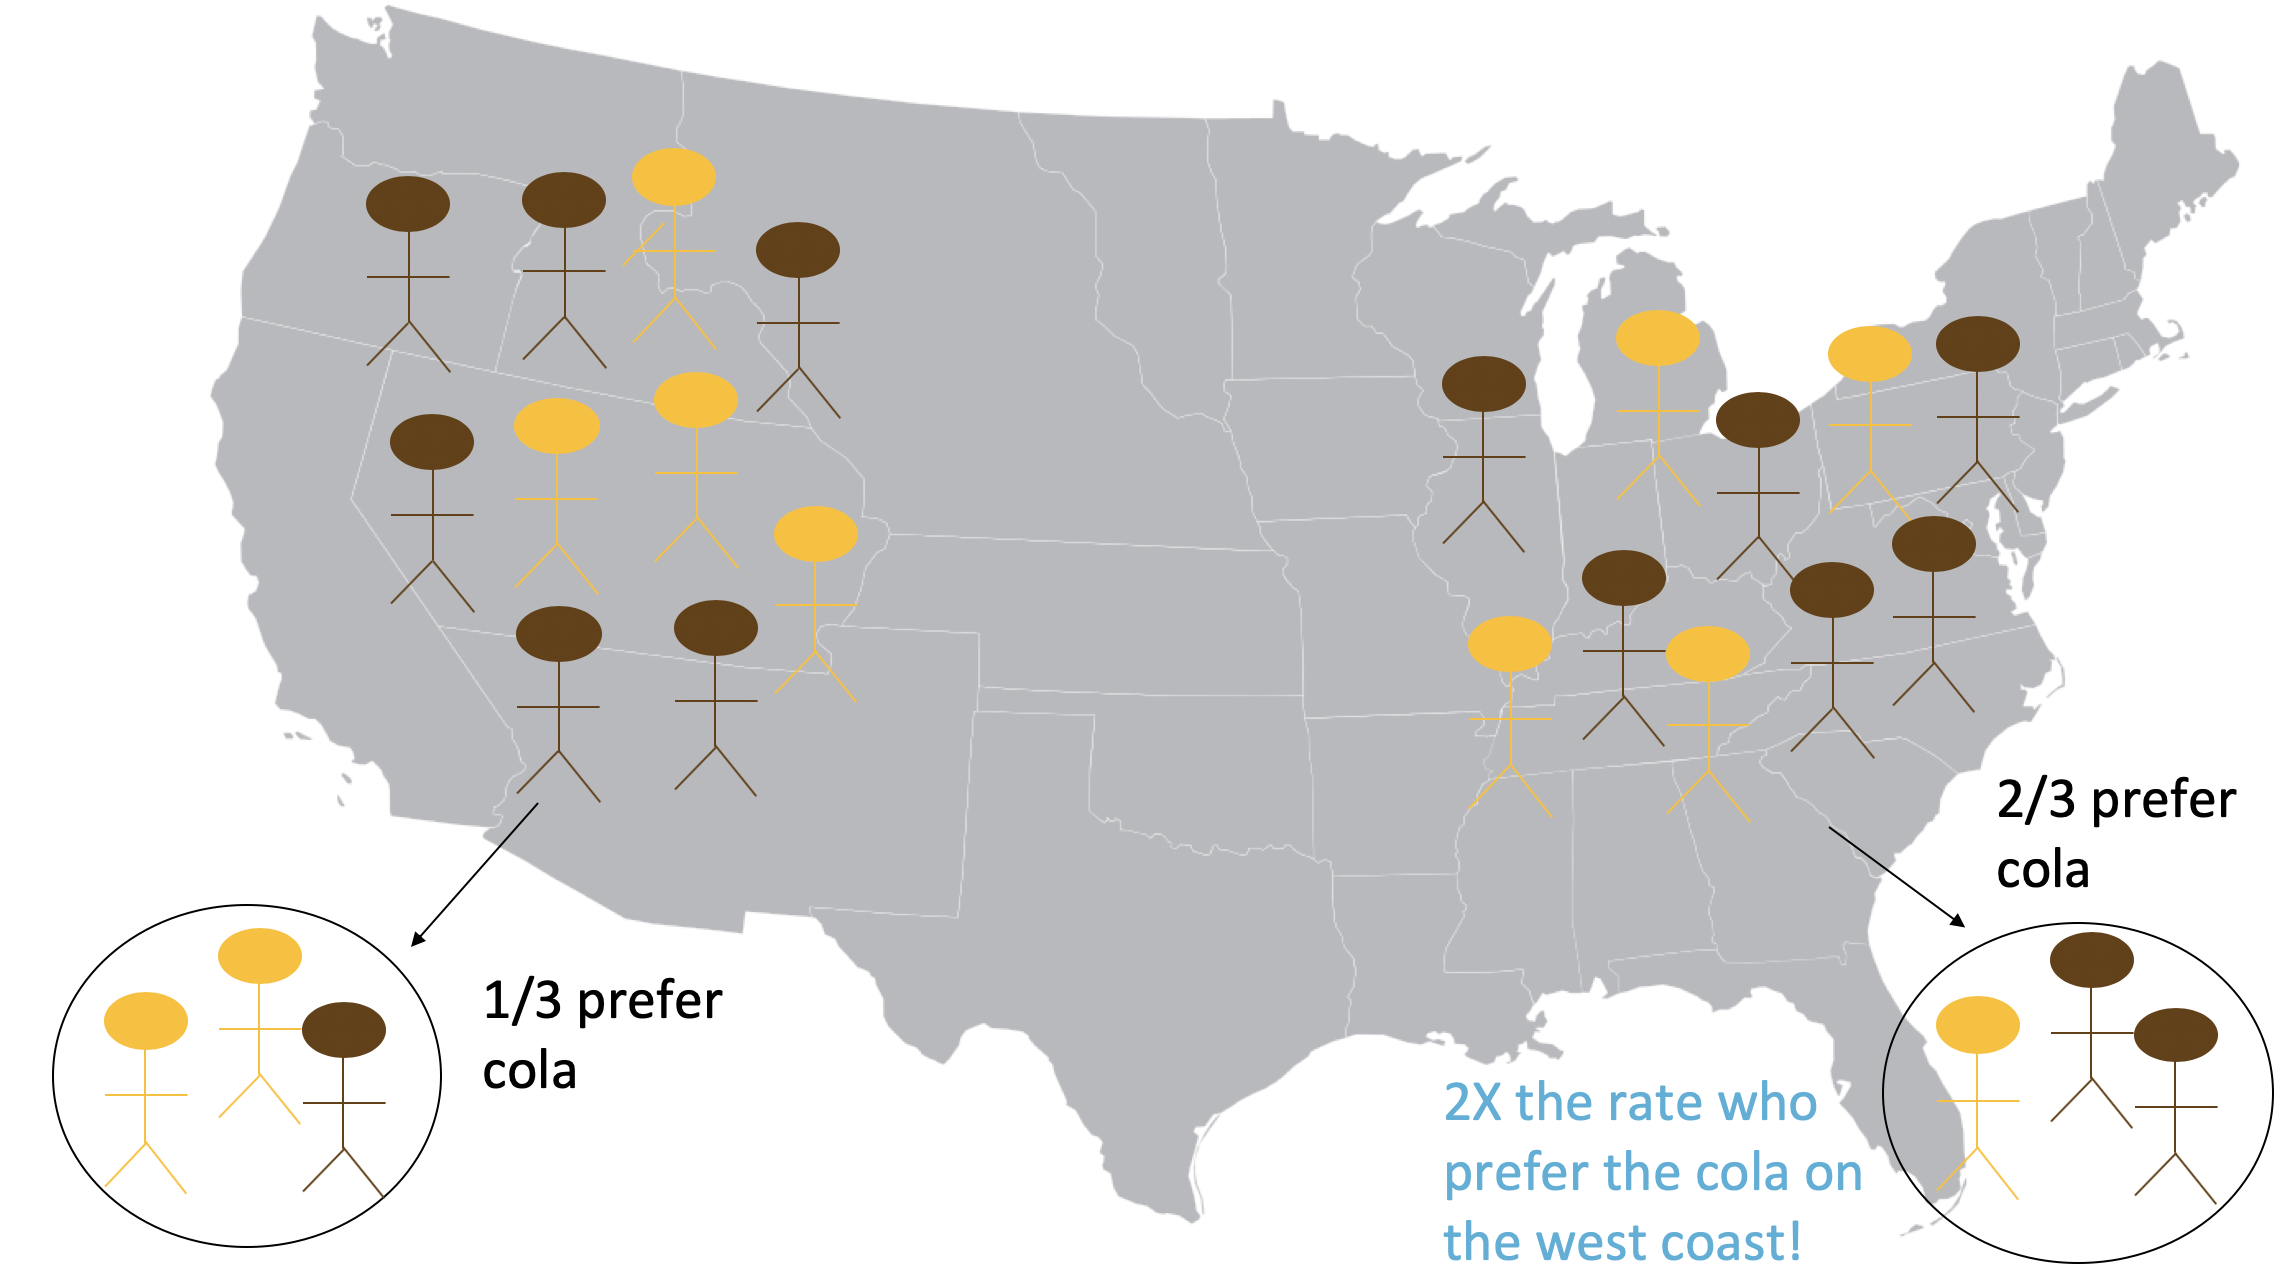 2/3 prefer
cola
1/3 prefer
cola
2X the rate who
prefer the cola on
the west coast!